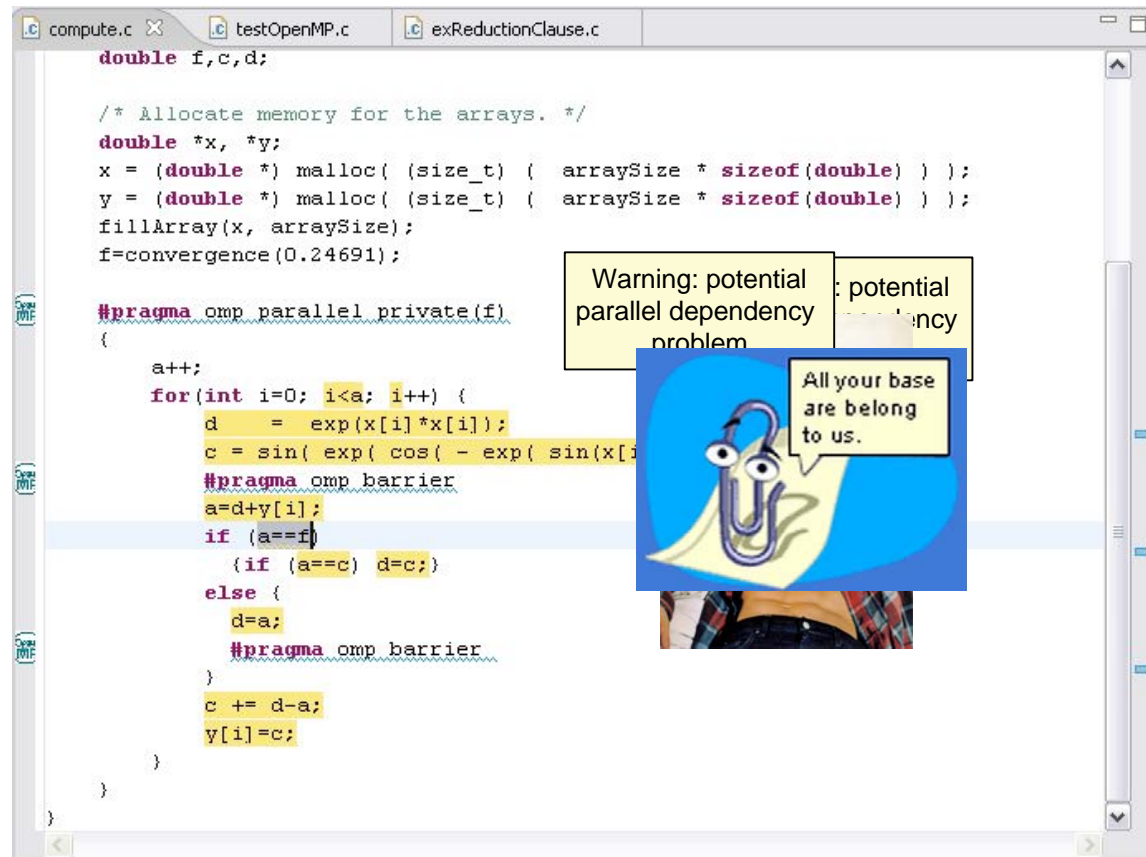 compute.c
testOpenMP.c
exReductionClause.c
double f,c,d;
/* Allocate memory for the arrays. */
double *x, *y;
x = (double *) malloc( (size_t) (  arraySize * sizeof(double) ) );
y = (double *) malloc( (size_t) (  arraySize * sizeof(double) ) );
fillArray(x, arraySize);
f=convergence(0.24691);
#pragma omp parallel private(f)
{
a++;
for(int i=0; i<a; i++) {
d    =  exp(x[i]*x[i]);
c = sin( exp( cos( - exp( sin(x[i
#pragma omp barrier
a=d+y[i];
if (a==f)
{if (a==c) d=c;}
else {
d=a;
#pragma omp barrier
}
c += d-a;
y[i]=c;
}
}
}
Warning: potential
parallel dependency
problem
: potential
All your base
are belong
to us.